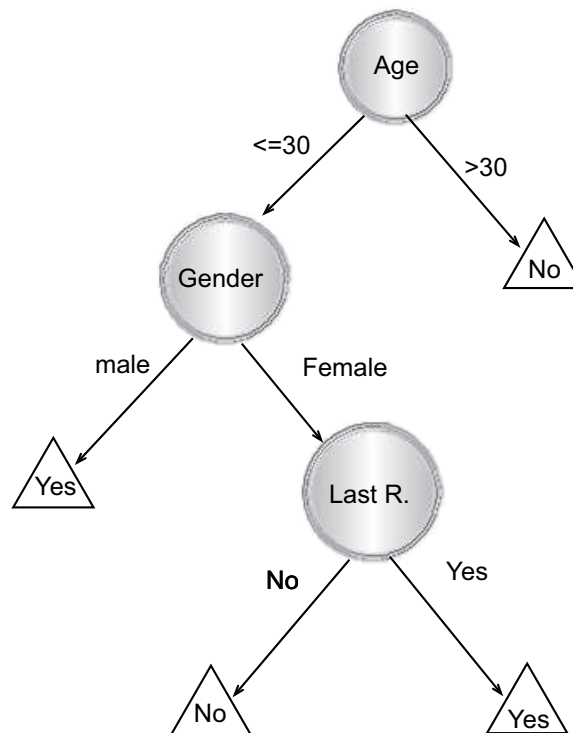 Age
<=30
>30
Gender
No
male
Female
Yes
Last R.
No
Yes
No
Yes